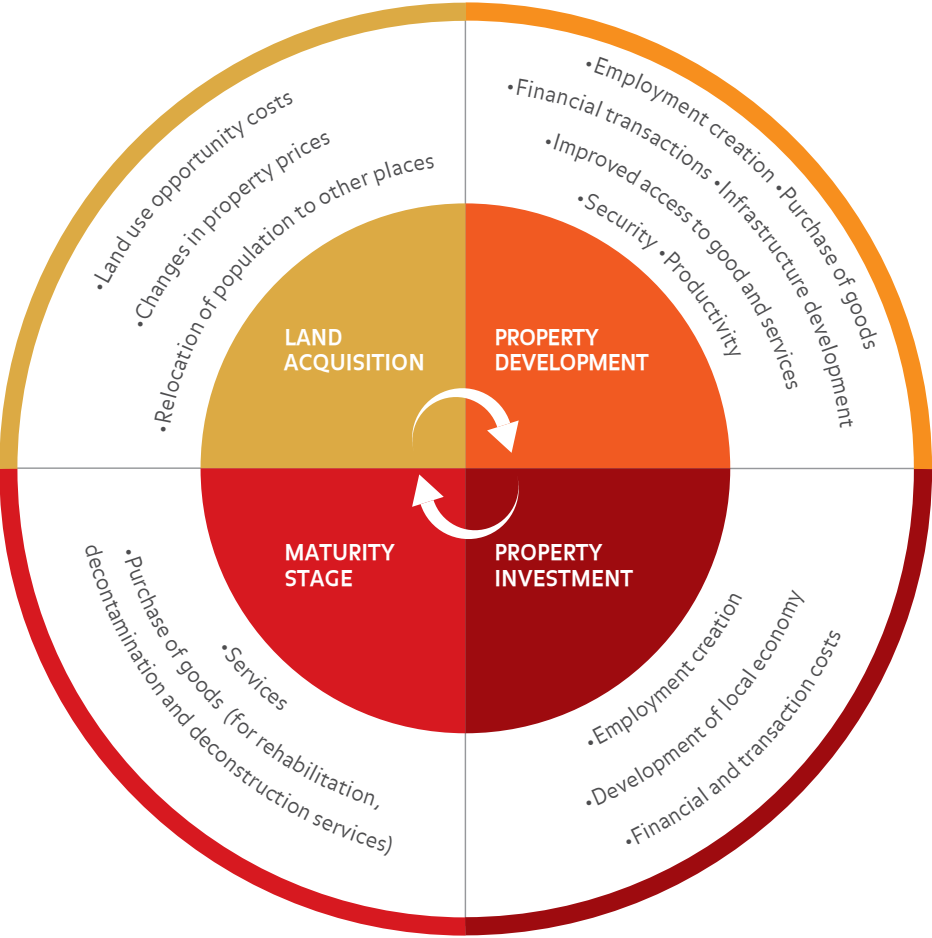 •Land use opportunity costs
•Changes in property prices
•Relocation of population to other places
LAND
ACQUISITION
•Employment creation •Purchase of goods
•Financial transactions •Infrastructure development
•Improved access to good and services
•Security •Productivity
PROPERTY
DEVELOPMENT
MATURITY
STAGE
•Services
•Purchase of goods (for rehabilitation,
decontamination and deconstruction services)
PROPERTY
INVESTMENT
•Employment creation
•Development of local economy
•Financial and transaction costs